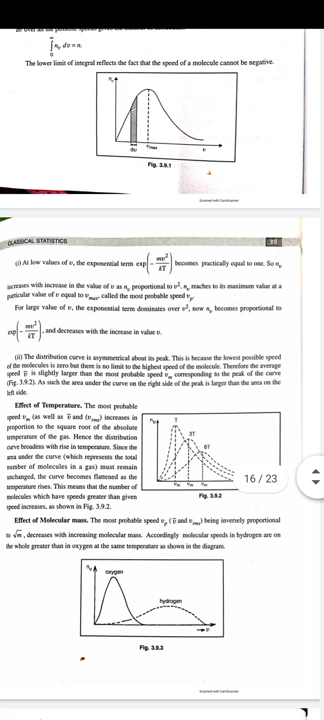 ∫₀^∞ nᵥ dv = n.
The lower limit of integral reflects the fact that the speed of a molecule cannot be negative.
nᵥ
dv
v_max
v
Fig. 3.9.1
Scanned with CamScanner
CLASSICAL STATISTICS
99
(i) At low values of v, the exponential term exp(− mv²/kT) becomes practically equal to one. So nᵥ
increases with increase in the value of v as nᵥ proportional to v². nᵥ reaches to its maximum value at a
particular value of v equal to v_max, called the most probable speed vₚ.
For large value of v, the exponential term dominates over v², now nᵥ becomes proportional to
exp(− mv²/kT), and decreases with the increase in value v.
(ii) The distribution curve is asymmetrical about its peak. This is because the lowest possible speed
of the molecules is zero but there is no limit to the highest speed of the molecule. Therefore the average
speed v̄ is slightly larger than the most probable speed vₘ corresponding to the peak of the curve
(Fig. 3.9.2). As such the area under the curve on the right side of the peak is larger than the area on the
left side.
Effect of Temperature. The most probable
speed vₘ (as well as v̄ and (v_rms) increases in
proportion to the square root of the absolute
temperature of the gas. Hence the distribution
curve broadens with rise in temperature. Since the
area under the curve (which represents the total
number of molecules in a gas) must remain
unchanged, the curve becomes flattened as the
temperature rises. This means that the number of
molecules which have speeds greater than given
speed increases, as shown in Fig. 3.9.2.
nᵥ
T
3T
6T
vₘ vₘ vₘ
Fig. 3.9.2
16 / 23
Effect of Molecular mass. The most probable speed vₚ (v̄ and v_rms) being inversely proportional
to √m, decreases with increasing molecular mass. Accordingly molecular speeds in hydrogen are on
the whole greater than in oxygen at the same temperature as shown in the diagram.
nᵥ
oxygen
hydrogen
v
Fig. 3.9.3
Scanned with CamScanner